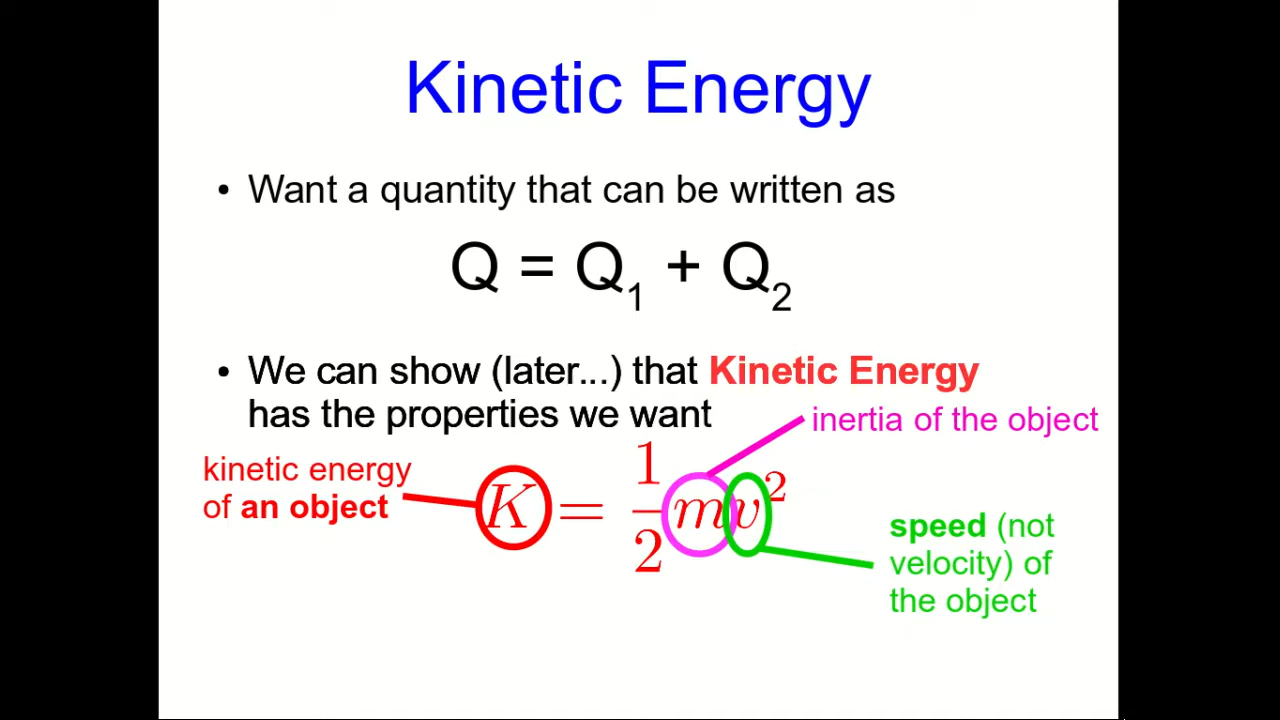 Kinetic Energy
• Want a quantity that can be written as
Q = Q₁ + Q₂
• We can show (later...) that Kinetic Energy
has the properties we want
inertia of the object
kinetic energy
of an object
K = 1/2 mv²
speed (not
velocity) of
the object